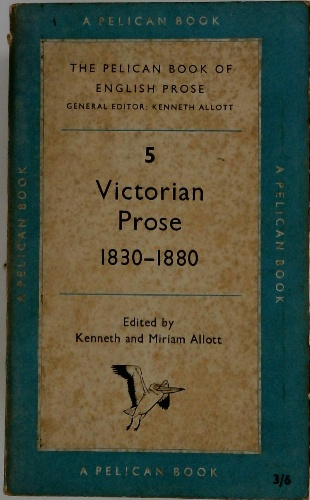 A PELICAN BOOK
THE PELICAN BOOK OF
ENGLISH PROSE
GENERAL EDITOR: KENNETH ALLOTT
5
Victorian
Prose
1830–1880
Edited by
Kenneth and Miriam Allott
A PELICAN BOOK
A PELICAN BOOK
A PELICAN BOOK
3/6